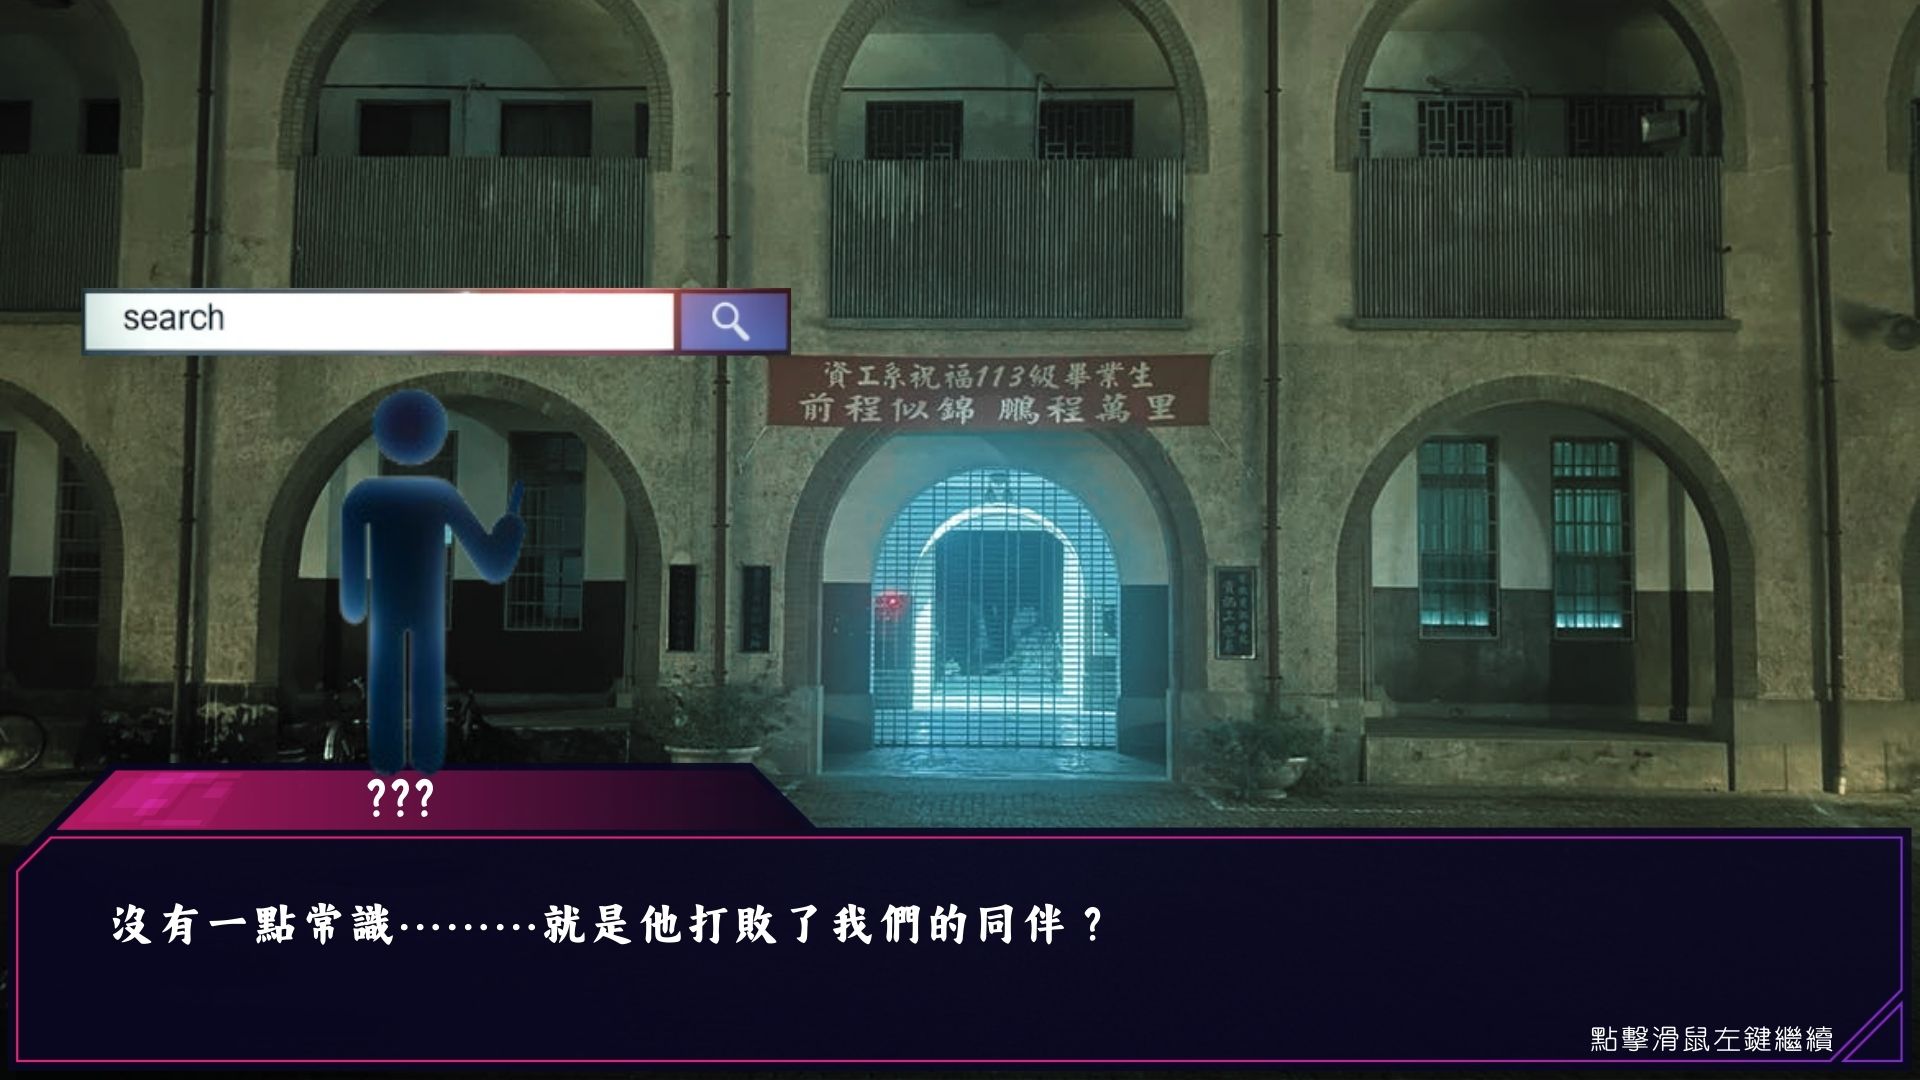 search
資工系祝福113級畢業生
前程似錦 鵬程萬里
???
沒有一點常識………就是他打敗了我們的同伴？
點擊滑鼠左鍵繼續